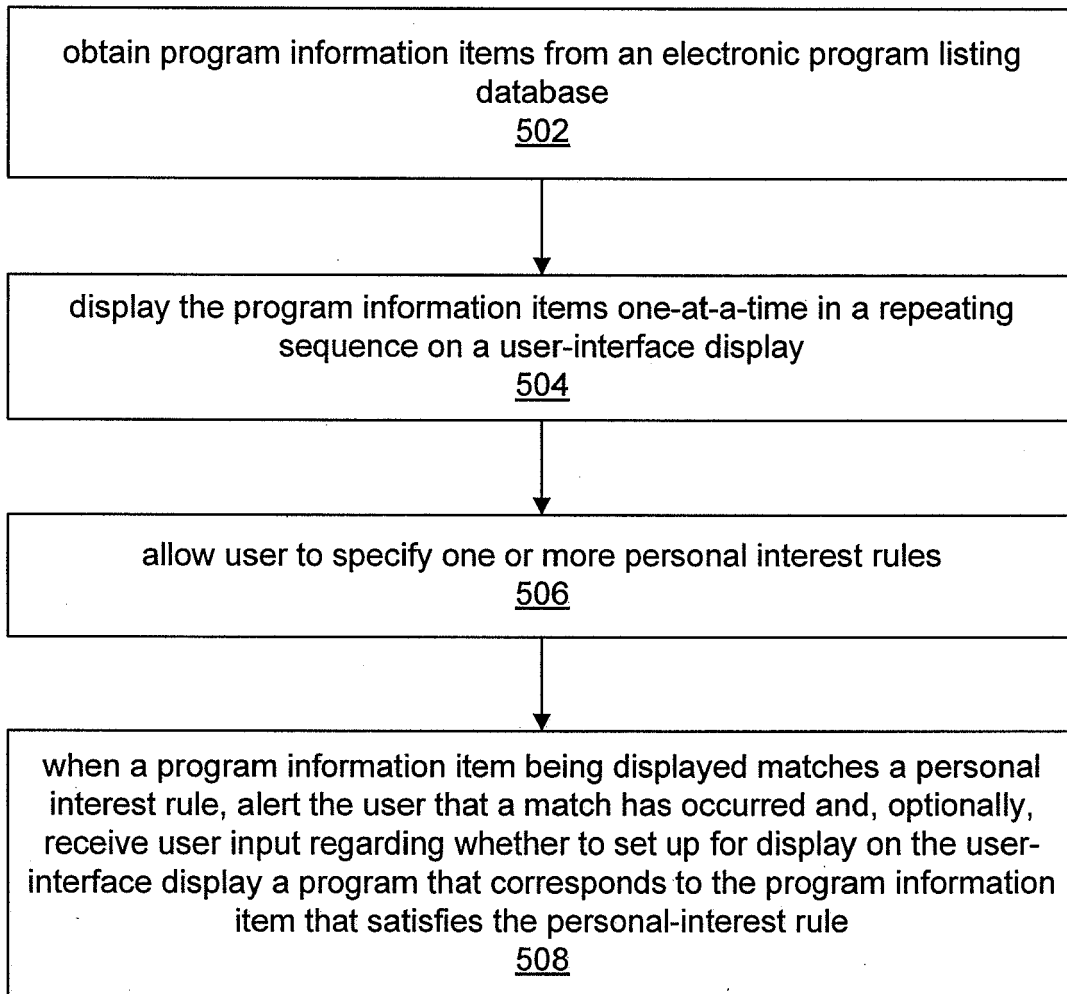 obtain program information items from an electronic program listing
database
502
display the program information items one-at-a-time in a repeating
sequence on a user-interface display
504
allow user to specify one or more personal interest rules
506
when a program information item being displayed matches a personal
interest rule, alert the user that a match has occurred and, optionally,
receive user input regarding whether to set up for display on the user-
interface display a program that corresponds to the program information
item that satisfies the personal-interest rule
508